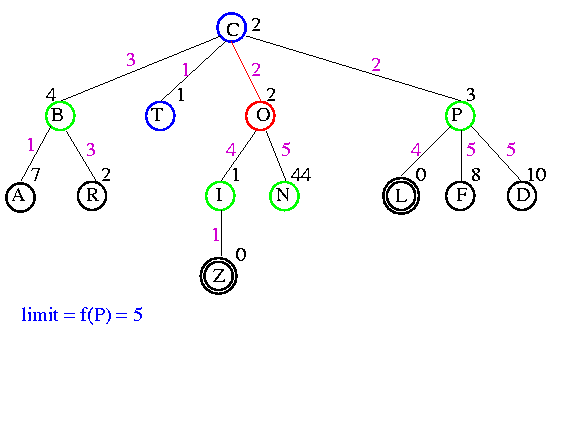 C 2
3 1 2 2
4 1 2 3
B T O P
1 3 4 5 4 5 5
7 2 1 44 0 8 10
A R I N L F D
1
0
Z
limit = f(P) = 5